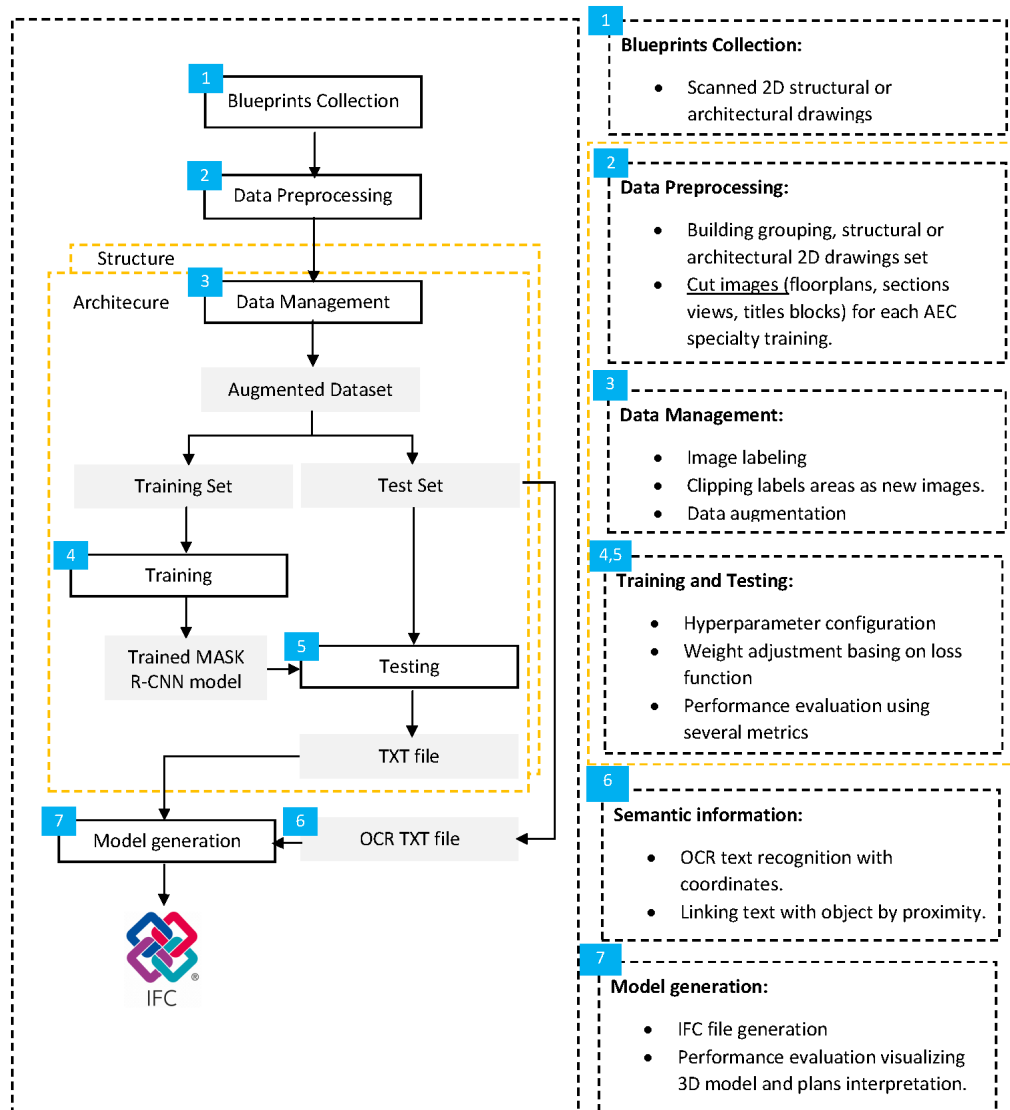 1
Blueprints Collection
2
Data Preprocessing
Structure
Architecure
3
Data Management
Augmented Dataset
Training Set
Test Set
4
Training
Trained MASK
R-CNN model
5
Testing
TXT file
7
Model generation
6
OCR TXT file
®
IFC
1
Blueprints Collection:
• Scanned 2D structural or
architectural drawings
2
Data Preprocessing:
• Building grouping, structural or
architectural 2D drawings set
• Cut images (floorplans, sections
views, titles blocks) for each AEC
specialty training.
3
Data Management:
• Image labeling
• Clipping labels areas as new images.
• Data augmentation
4,5
Training and Testing:
• Hyperparameter configuration
• Weight adjustment basing on loss
function
• Performance evaluation using
several metrics
6
Semantic information:
• OCR text recognition with
coordinates.
• Linking text with object by proximity.
7
Model generation:
• IFC file generation
• Performance evaluation visualizing
3D model and plans interpretation.